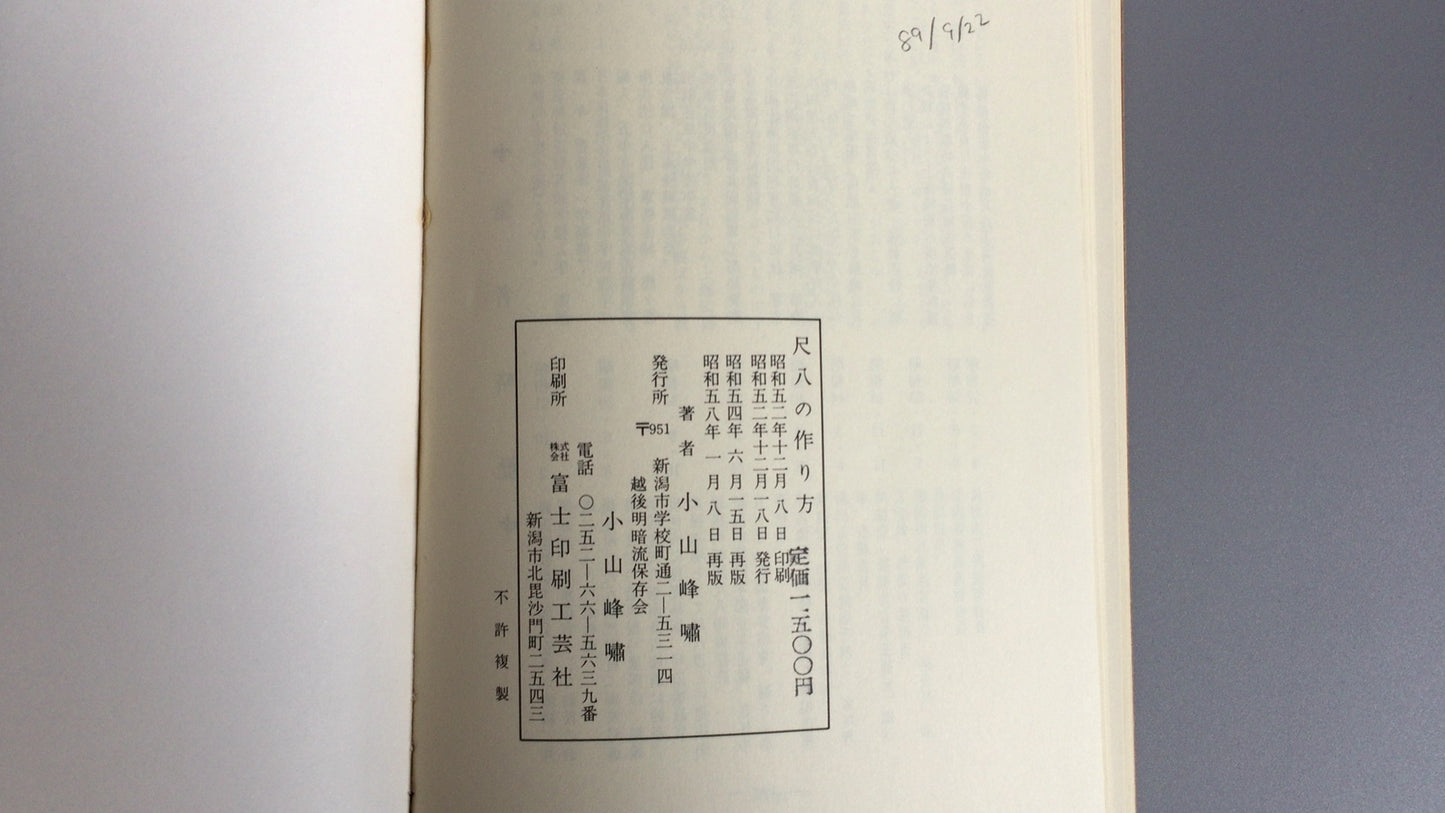 89/9/22
尺八の作り方 定価一、五〇〇円
昭和五二年十二月八日 印刷
昭和五二年十二月一八日 発行
昭和五四年六月一五日 再版
昭和五八年一月八日 再版
著者 小山峰嘯
発行所 〒951 新潟市学校町通二―五三一四
越後明暗流保存会
小山峰嘯
電話 〇二五二―六六―五六三九番
印刷所 株式会社 富士印刷工芸社
新潟市北毘沙門町二五四三
不許複製